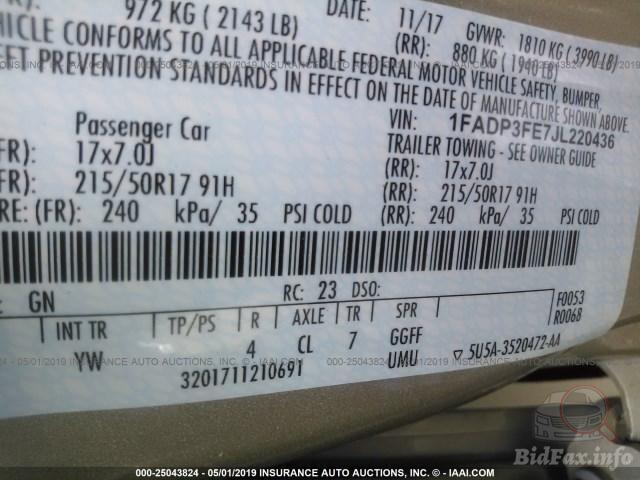 972 KG ( 2143 LB) DATE: 11/17 GVWR: 1810 KG ( 3990 LB)
(RR): 880 KG ( 1940 LB)
VEHICLE CONFORMS TO ALL APPLICABLE FEDERAL MOTOR VEHICLE SAFETY, BUMPER,
THEFT PREVENTION STANDARDS IN EFFECT ON THE DATE OF MANUFACTURE SHOWN ABOVE.
VIN: 1FADP3FE7JL220436
Passenger Car TRAILER TOWING - SEE OWNER GUIDE
(FR): 17x7.0J (RR): 17x7.0J
(FR): 215/50R17 91H (RR): 215/50R17 91H
RE: (FR): 240 kPa/ 35 PSI COLD (RR): 240 kPa/ 35 PSI COLD
: GN RC: 23 DSO: F0053
R0068
INT TR TP/PS R AXLE TR SPR
YW 4 CL 7 GGFF
UMU ▽ 5U5A-3520472-AA
3201711210691
000-25043824 - 05/01/2019 INSURANCE AUTO AUCTIONS, INC. - © IAAI.COM
BidFax.info